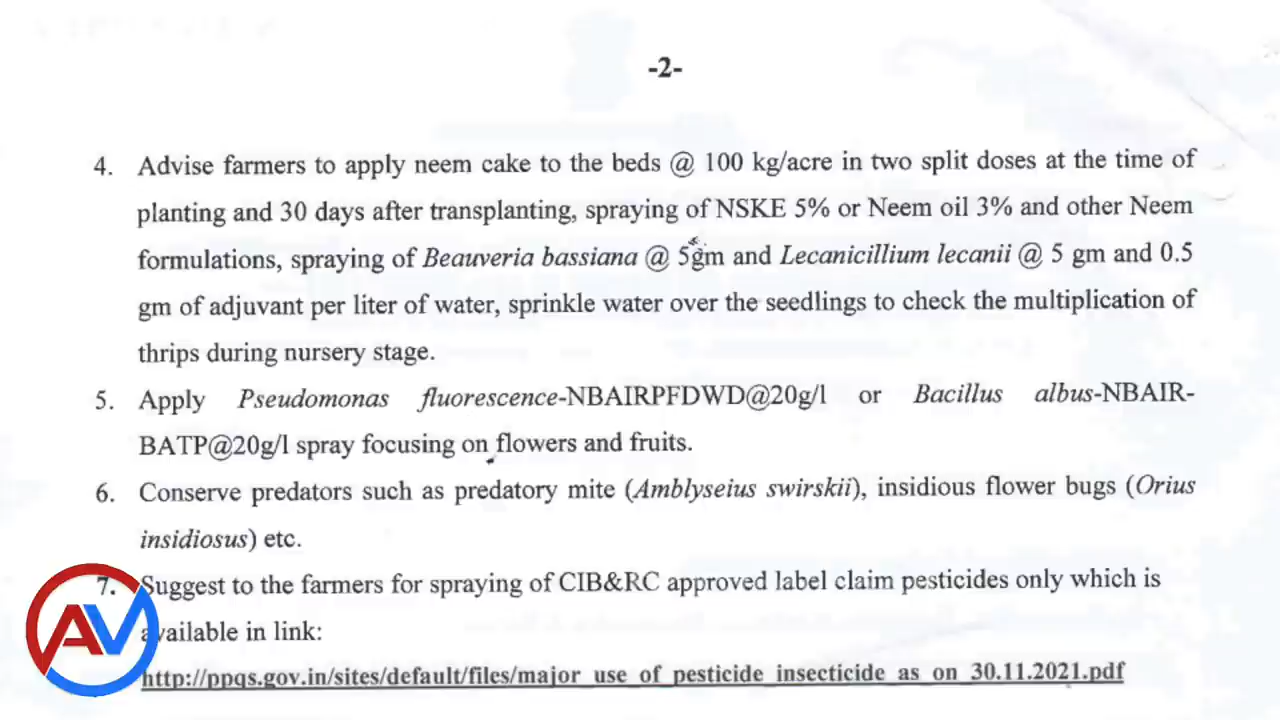 -2-
4. Advise farmers to apply neem cake to the beds @ 100 kg/acre in two split doses at the time of
planting and 30 days after transplanting, spraying of NSKE 5% or Neem oil 3% and other Neem
formulations, spraying of Beauveria bassiana @ 5gm and Lecanicillium lecanii @ 5 gm and 0.5
gm of adjuvant per liter of water, sprinkle water over the seedlings to check the multiplication of
thrips during nursery stage.
5. Apply Pseudomonas fluorescence-NBAIRPFDWD@20g/l or Bacillus albus-NBAIR-
BATP@20g/l spray focusing on flowers and fruits.
6. Conserve predators such as predatory mite (Amblyseius swirskii), insidious flower bugs (Orius
insidiosus) etc.
7. Suggest to the farmers for spraying of CIB&RC approved label claim pesticides only which is
available in link:
http://ppqs.gov.in/sites/default/files/major_use_of_pesticide_insecticide_as_on_30.11.2021.pdf
AV